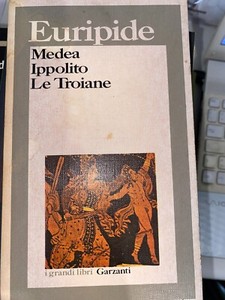 Euripide
Medea
Ippolito
Le Troiane
i grandi libri Garzanti